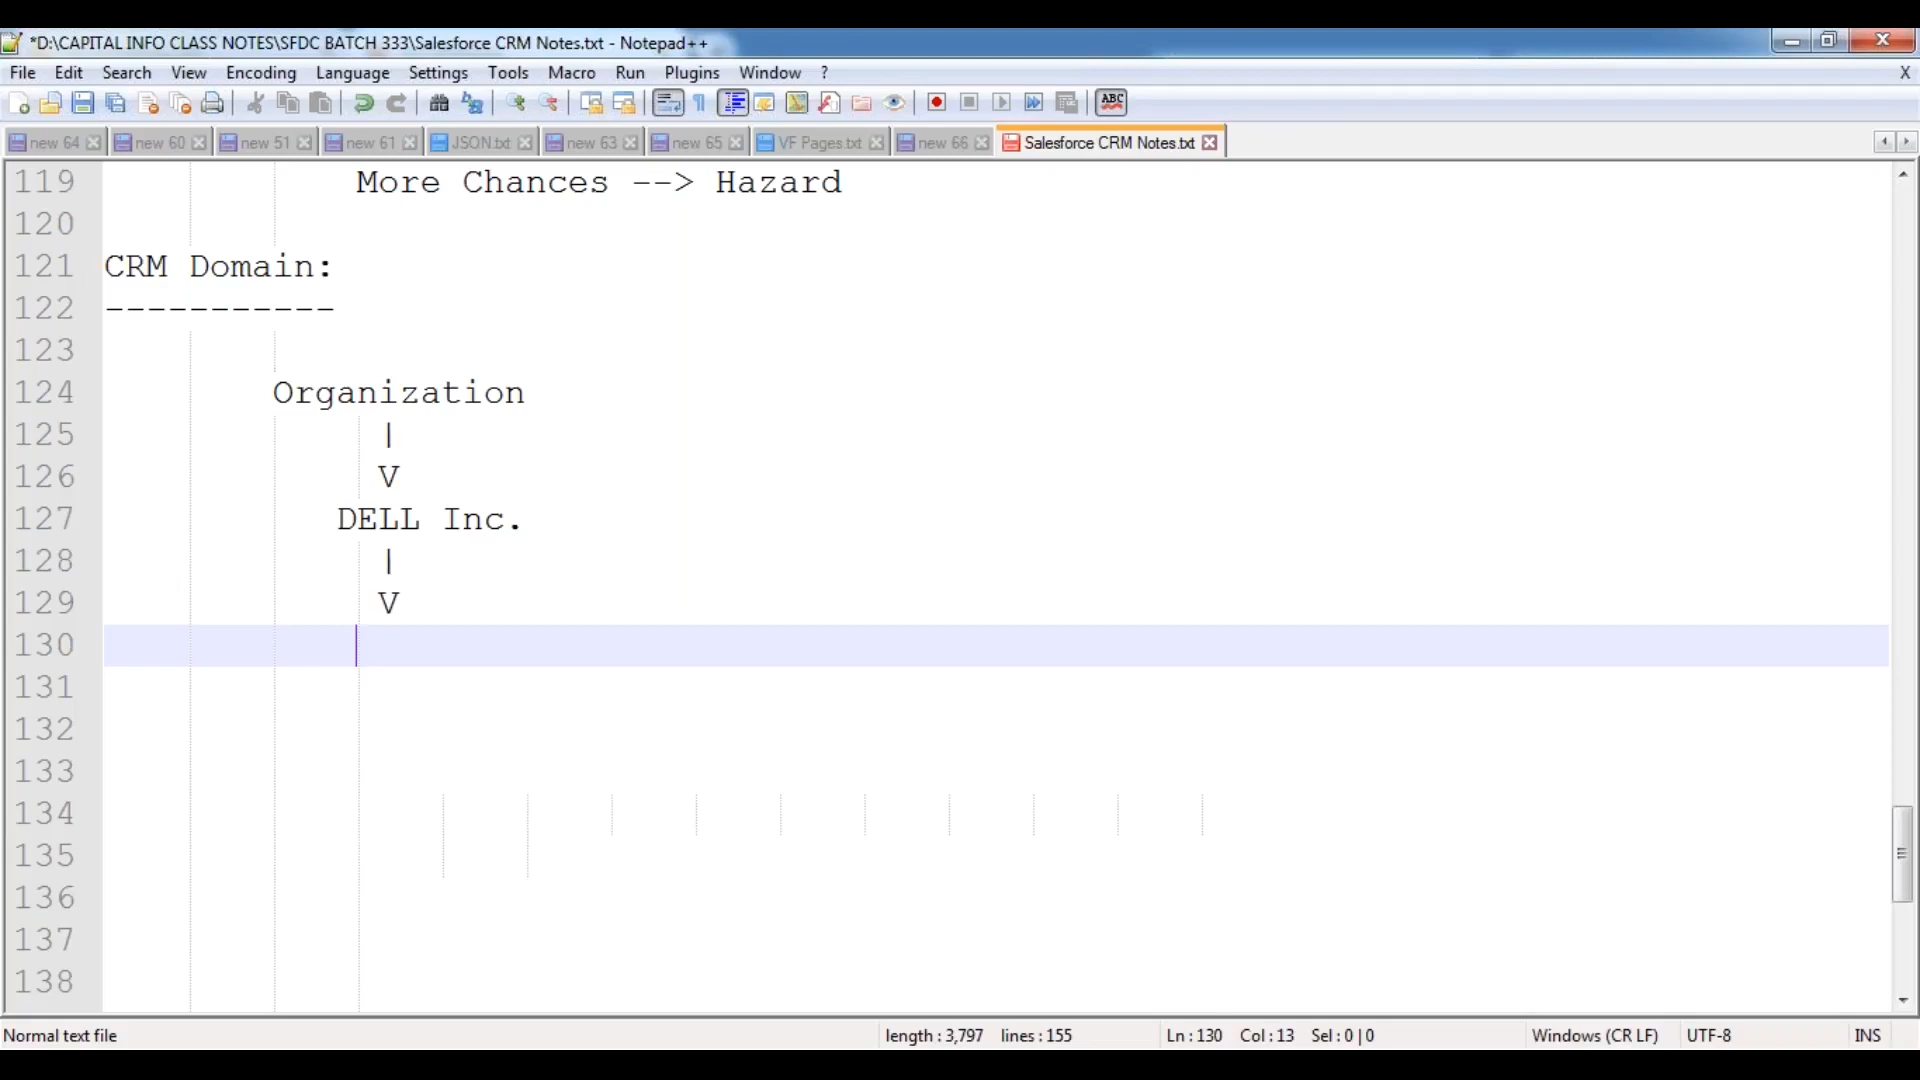 *D:\CAPITAL INFO CLASS NOTES\SFDC BATCH 333\Salesforce CRM Notes.txt - Notepad++
File Edit Search View Encoding Language Settings Tools Macro Run Plugins Window ? X
ABC
new 64 new 60 new 51 new 61 JSON.txt new 63 new 65 VF Pages.txt new 66 Salesforce CRM Notes.txt
119 More Chances --> Hazard
120
121 CRM Domain:
122 -----------
123
124 Organization
125 |
126 V
127 DELL Inc.
128 |
129 V
130
131
132
133
134
135
136
137
138
Normal text file length : 3,797 lines : 155 Ln : 130 Col : 13 Sel : 0 | 0 Windows (CR LF) UTF-8 INS